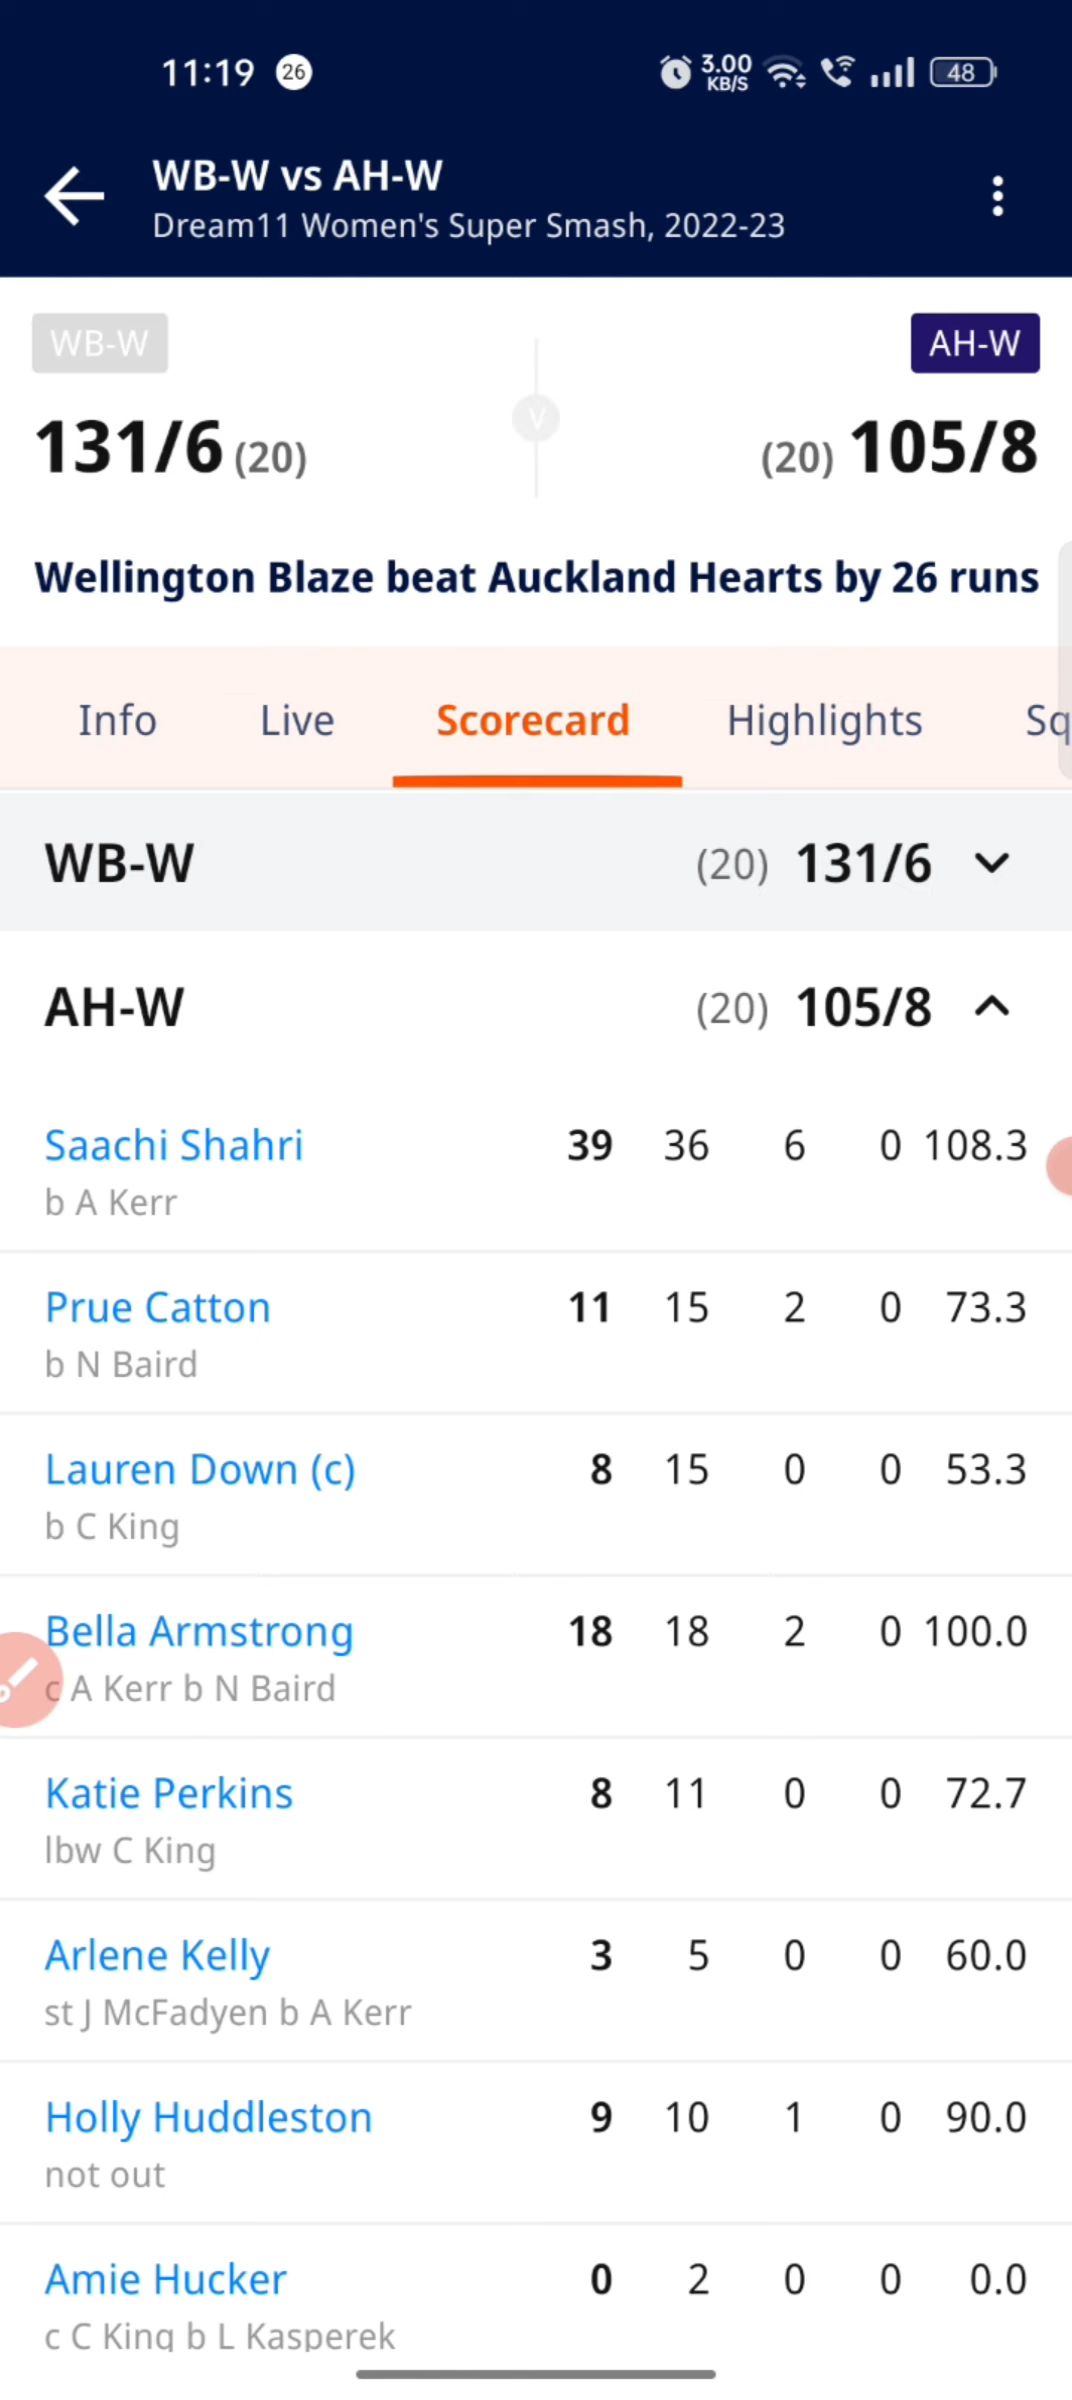 11:19 26 3.00 KB/S 48
WB-W vs AH-W
Dream11 Women's Super Smash, 2022-23
WB-W V AH-W
131/6 (20) (20) 105/8
Wellington Blaze beat Auckland Hearts by 26 runs
Info Live Scorecard Highlights Sq
WB-W (20) 131/6
AH-W (20) 105/8
Saachi Shahri 39 36 6 0 108.3
b A Kerr
Prue Catton 11 15 2 0 73.3
b N Baird
Lauren Down (c) 8 15 0 0 53.3
b C King
Bella Armstrong 18 18 2 0 100.0
c A Kerr b N Baird
Katie Perkins 8 11 0 0 72.7
lbw C King
Arlene Kelly 3 5 0 0 60.0
st J McFadyen b A Kerr
Holly Huddleston 9 10 1 0 90.0
not out
Amie Hucker 0 2 0 0 0.0
c C King b L Kasperek